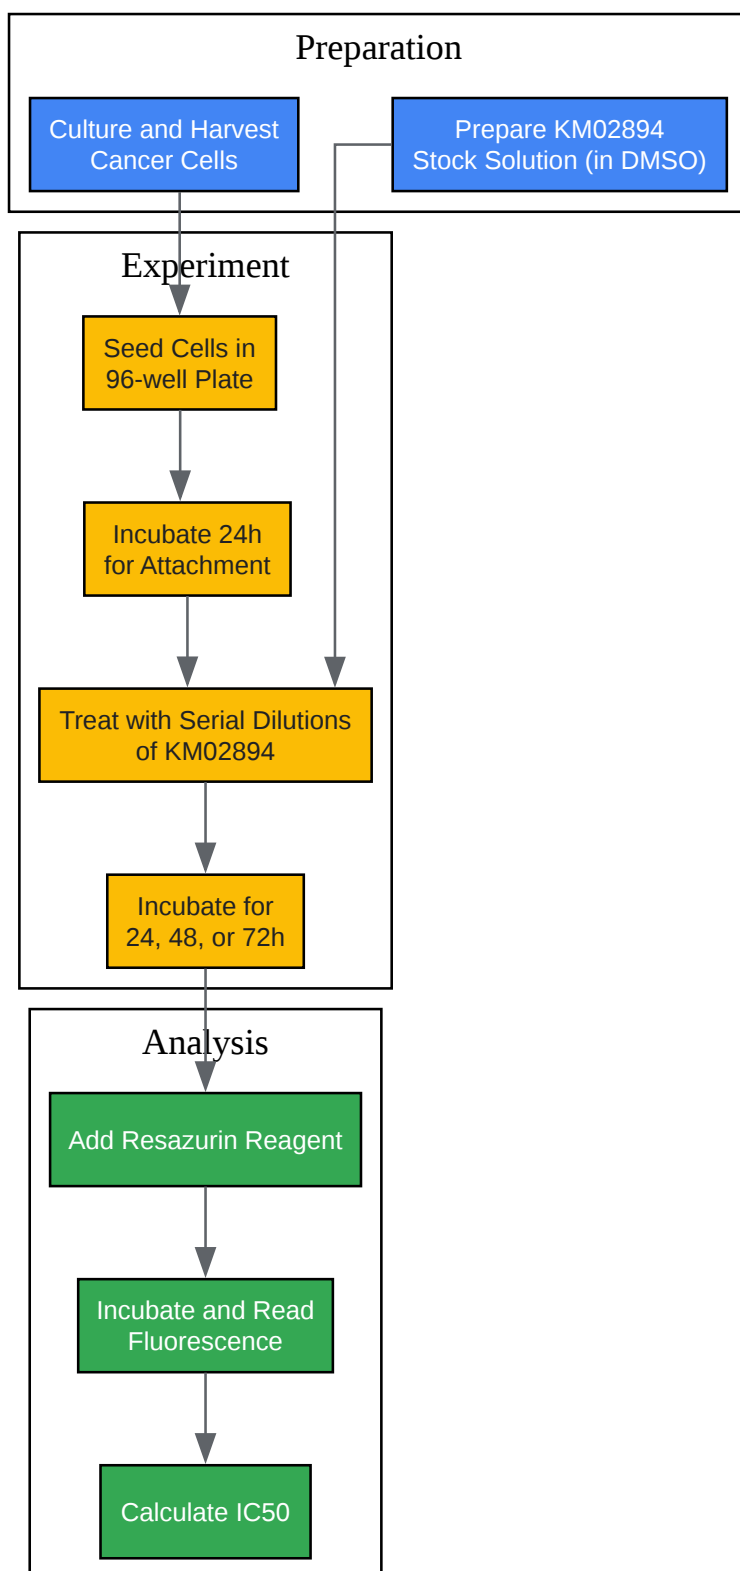 Preparation
Culture and Harvest
Cancer Cells
Prepare KM02894
Stock Solution (in DMSO)
Experiment
Seed Cells in
96-well Plate
Incubate 24h
for Attachment
Treat with Serial Dilutions
of KM02894
Incubate for
24, 48, or 72h
Analysis
Add Resazurin Reagent
Incubate and Read
Fluorescence
Calculate IC50